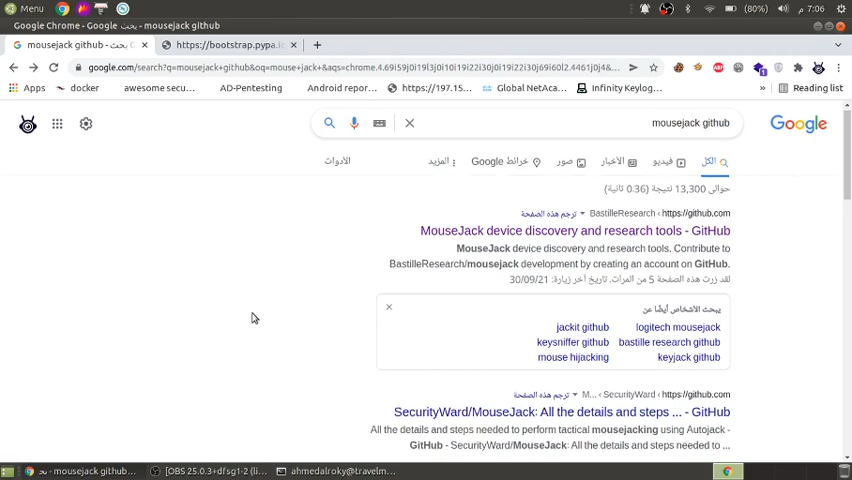 Menu
(80%)
7:06 م
Google Chrome - Google بحث - mousejack github
mousejack github - بحث G
https://bootstrap.pypa.i
google.com/search?q=mousejack+github&oq=mouse+jack+&aqs=chrome.4.69i59j0i19l3j0i10i19i22i30j0i19i22i30j69i60l2.4461j0j4&...
Apps
docker
awesome secu...
AD-Pentesting
Android repor...
https://197.15...
Global NetAca...
Infinity Keylog...
»
Reading list
mousejack github
Google
الكل
فيديو
الأخبار
صور
خرائط Google
المزيد
الأدوات
حوالى 13,300 نتيجة (0.36 ثانية)
https://github.com › BastilleResearch ▾ ترجم هذه الصفحة
MouseJack device discovery and research tools - GitHub
MouseJack device discovery and research tools. Contribute to
BastilleResearch/mousejack development by creating an account on GitHub.
لقد زرت هذه الصفحة 5 من المرات. تاريخ آخر زيارة: 30/09/21
يبحث الأشخاص أيضًا عن
logitech mousejack
jackit github
bastille research github
keysniffer github
keyjack github
mouse hijacking
https://github.com › SecurityWard › M... ▾ ترجم هذه الصفحة
SecurityWard/MouseJack: All the details and steps ... - GitHub
All the details and steps needed to perform tactical mousejacking using Autojack -
GitHub - SecurityWard/MouseJack: All the details and steps needed to ...
mousejack github...
[OBS 25.0.3+dfsg1-2 (li...
ahmedalroky@travelm...